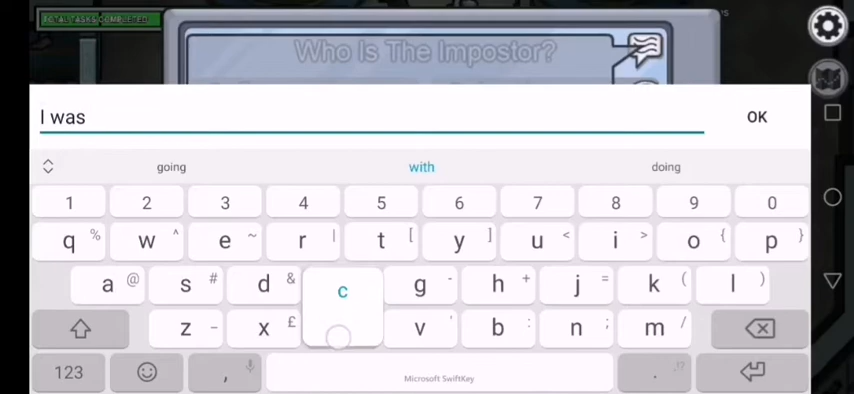 TOTAL TASKS COMPLETED
Who Is The Impostor?
I was
OK
going with doing
1 2 3 4 5 6 7 8 9 0
q % w ^ e ~ r | t [ y ] u < i > o { p }
a @ s # d & c g - h + j = k ( l )
z _ x £ v ' b : n ; m /
123 , Microsoft SwiftKey . ,!?